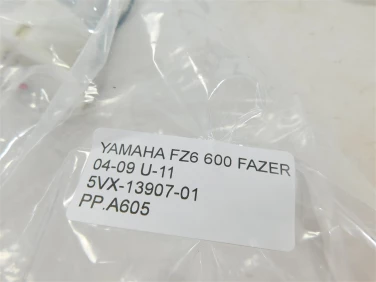 YAMAHA FZ6 600 FAZER
04-09 U-11
5VX-13907-01
PP.A605